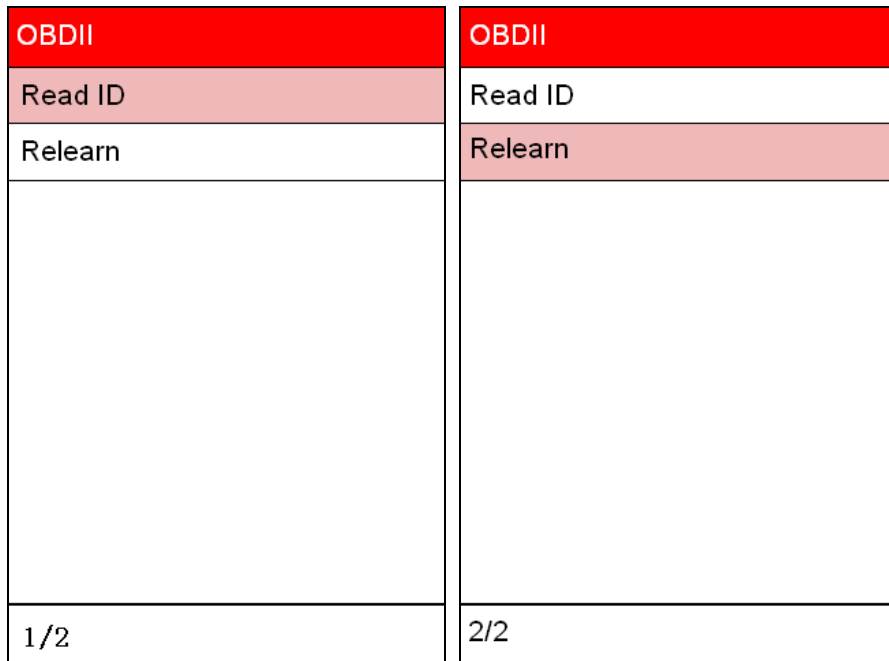 OBDII
Read ID
Relearn
1/2
OBDII
Read ID
Relearn
2/2